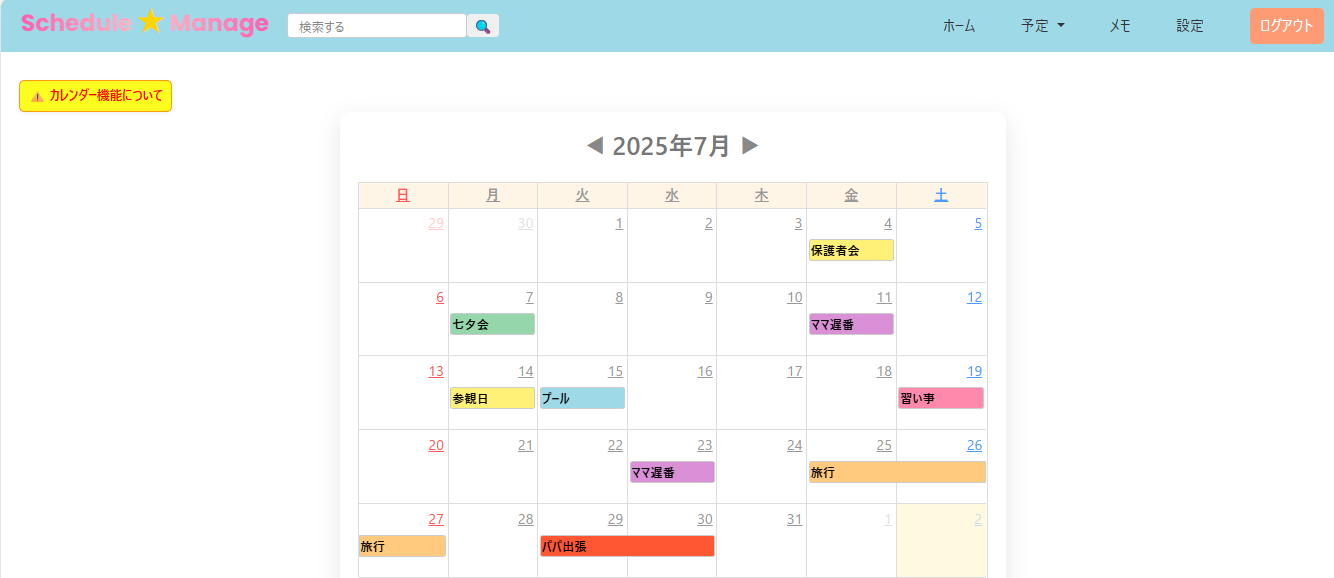 Schedule ★ Manage
検索する
ホーム 予定 メモ 設定 ログアウト
カレンダー機能について
◀ 2025年7月 ▶
日 月 火 水 木 金 土
29 30 1 2 3 4 5
保護者会
6 7 8 9 10 11 12
七夕会 ママ遅番
13 14 15 16 17 18 19
参観日 プール 習い事
20 21 22 23 24 25 26
ママ遅番 旅行
27 28 29 30 31 1 2
旅行 パパ出張